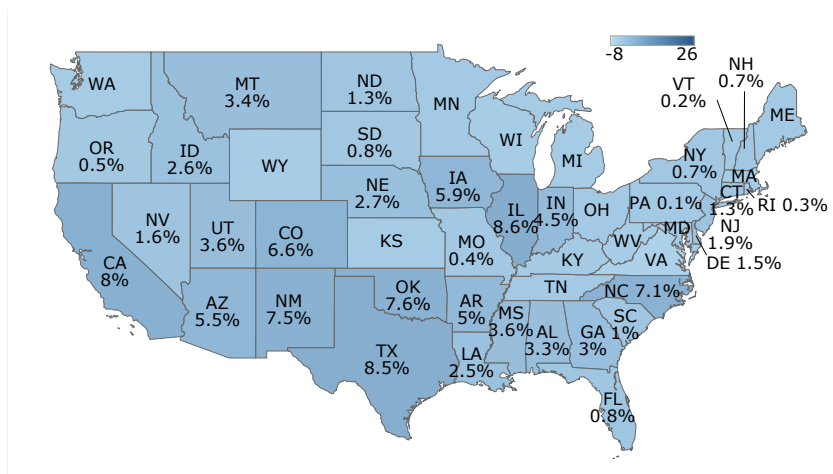 -8 26
WA
MT
3.4%
ND
1.3%
MN
OR
0.5%
ID
2.6%
WY
SD
0.8%
WI
MI
VT
0.2%
NH
0.7%
ME
NY
0.7%
MA
CT
1.3%
RI 0.3%
NV
1.6%
UT
3.6%
CO
6.6%
NE
2.7%
IA
5.9%
IL
8.6%
IN
4.5%
OH
PA 0.1%
NJ
1.9%
MD
DE 1.5%
CA
8%
KS
MO
0.4%
KY
WV
VA
AZ
5.5%
NM
7.5%
OK
7.6%
AR
5%
TN
NC 7.1%
SC
1%
TX
8.5%
LA
2.5%
MS
3.6%
AL
3.3%
GA
3%
FL
0.8%